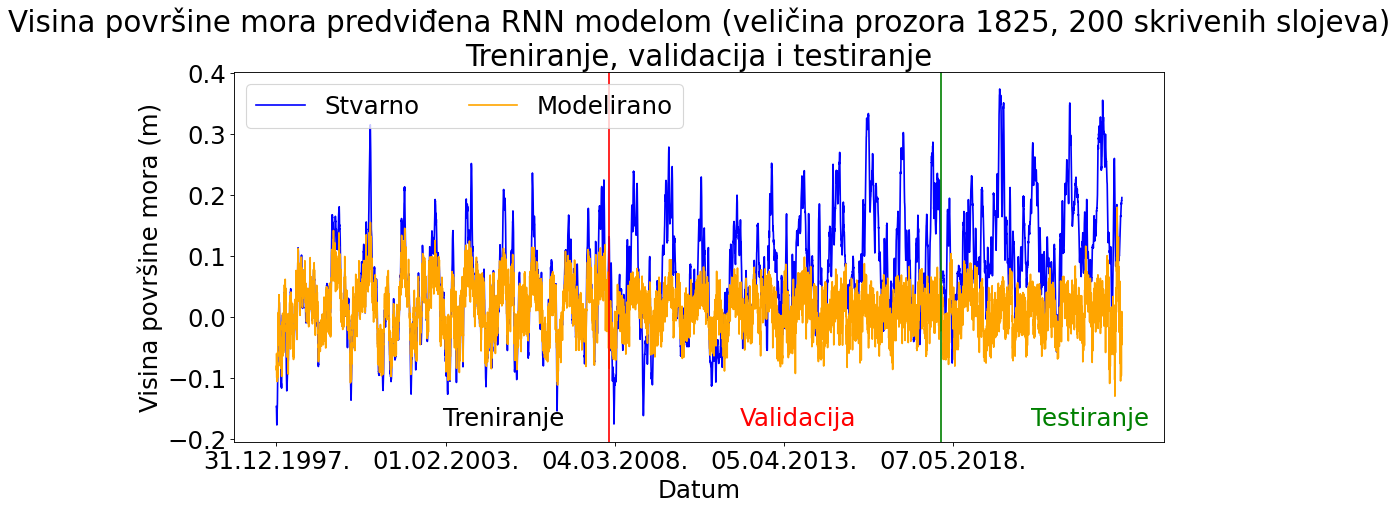 Visina površine mora predviđena RNN modelom (veličina prozora 1825, 200 skrivenih slojeva)
Treniranje, validacija i testiranje
Stvarno
Modelirano
Visina površine mora (m)
0.4
0.3
0.2
0.1
0.0
−0.1
−0.2
Treniranje
Validacija
Testiranje
31.12.1997.
01.02.2003.
04.03.2008.
05.04.2013.
07.05.2018.
Datum